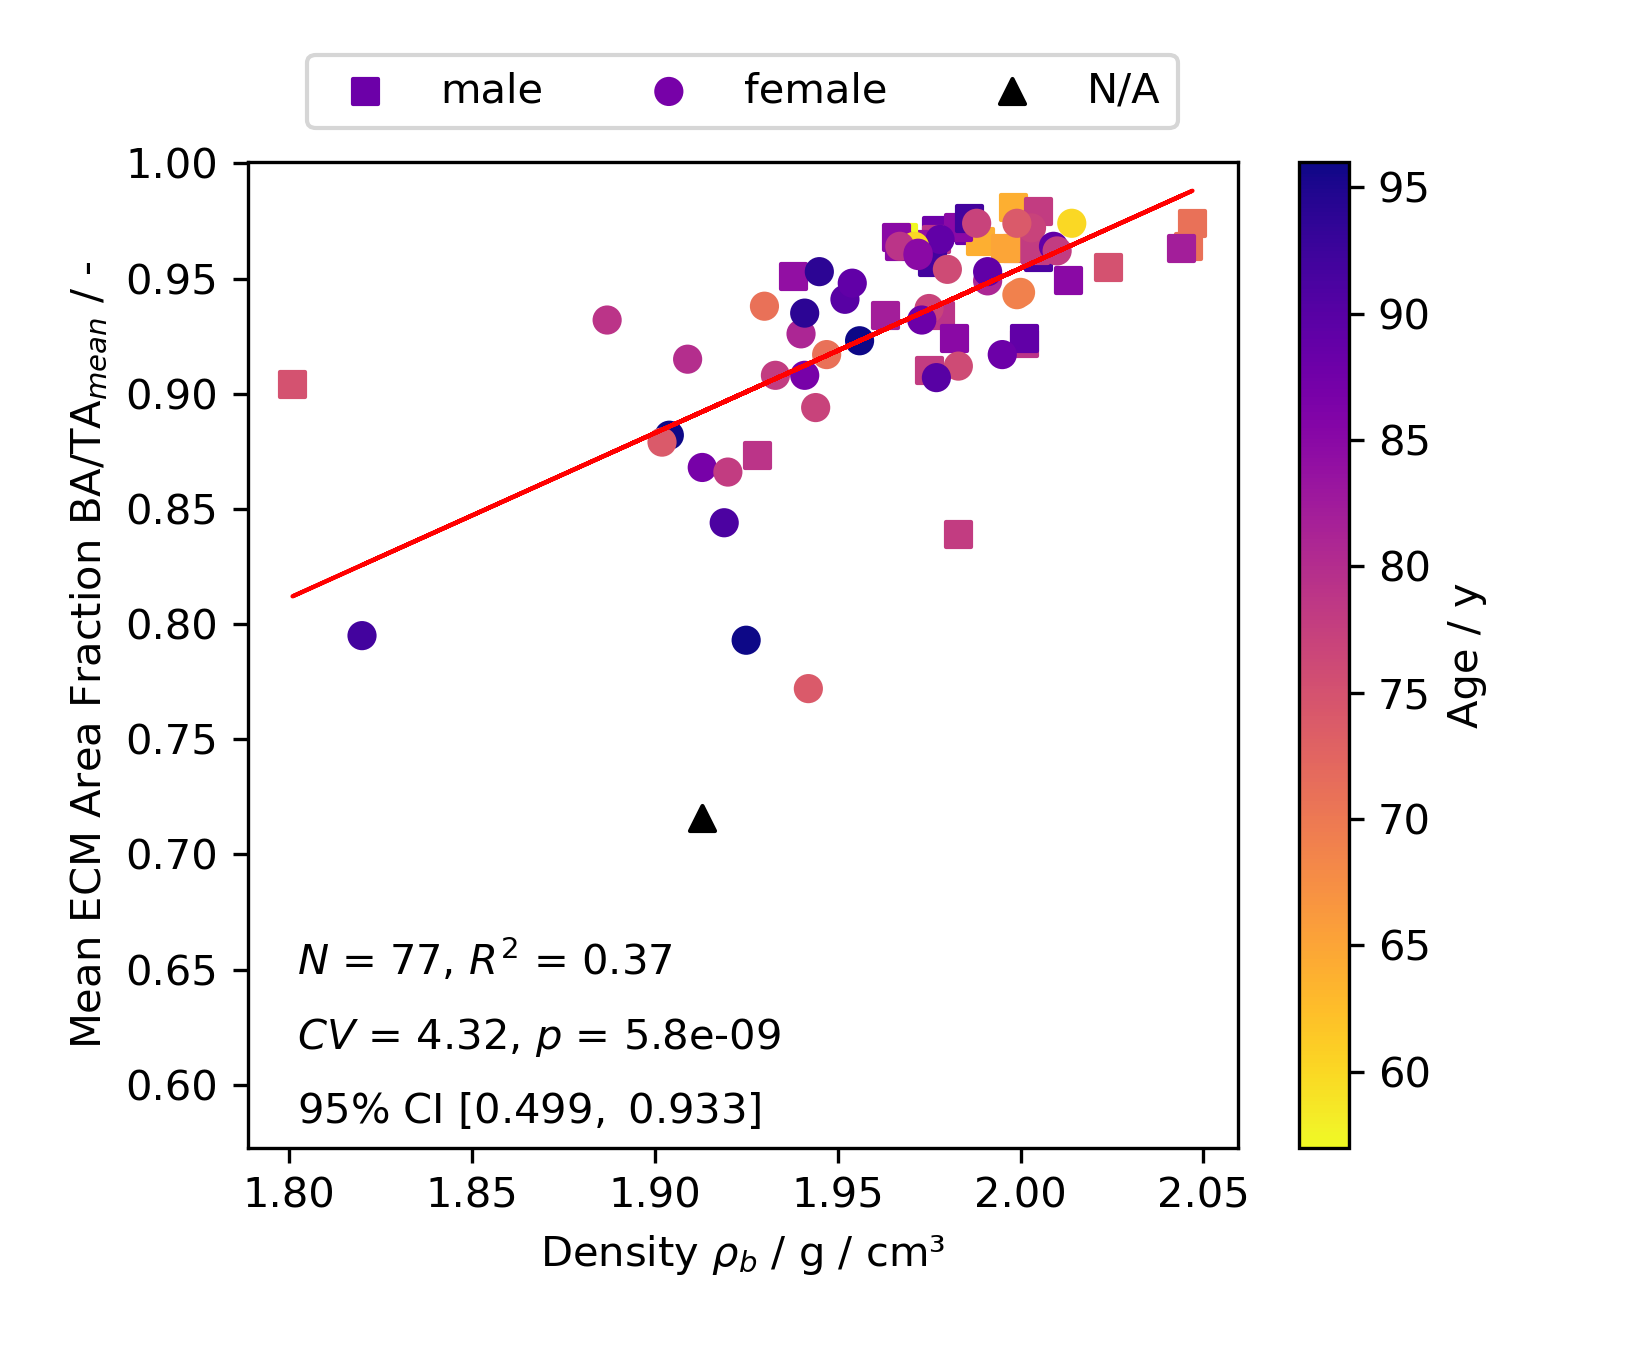 male female N/A
1.00
0.95
0.90
0.85
0.80
0.75
0.70
0.65
0.60
Mean ECM Area Fraction BA/TA_mean / -
N = 77, R² = 0.37
CV = 4.32, p = 5.8e-09
95% CI [0.499, 0.933]
1.80 1.85 1.90 1.95 2.00 2.05
Density ρ_b / g / cm³
95
90
85
80
75
70
65
60
Age / y